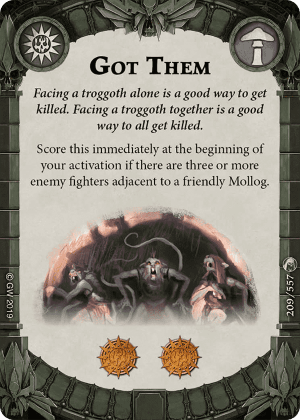 GOT THEM
Facing a troggoth alone is a good way to get
killed. Facing a troggoth together is a good
way to all get killed.
Score this immediately at the beginning of
your activation if there are three or more
enemy fighters adjacent to a friendly Mollog.
© GW 2019
209/557